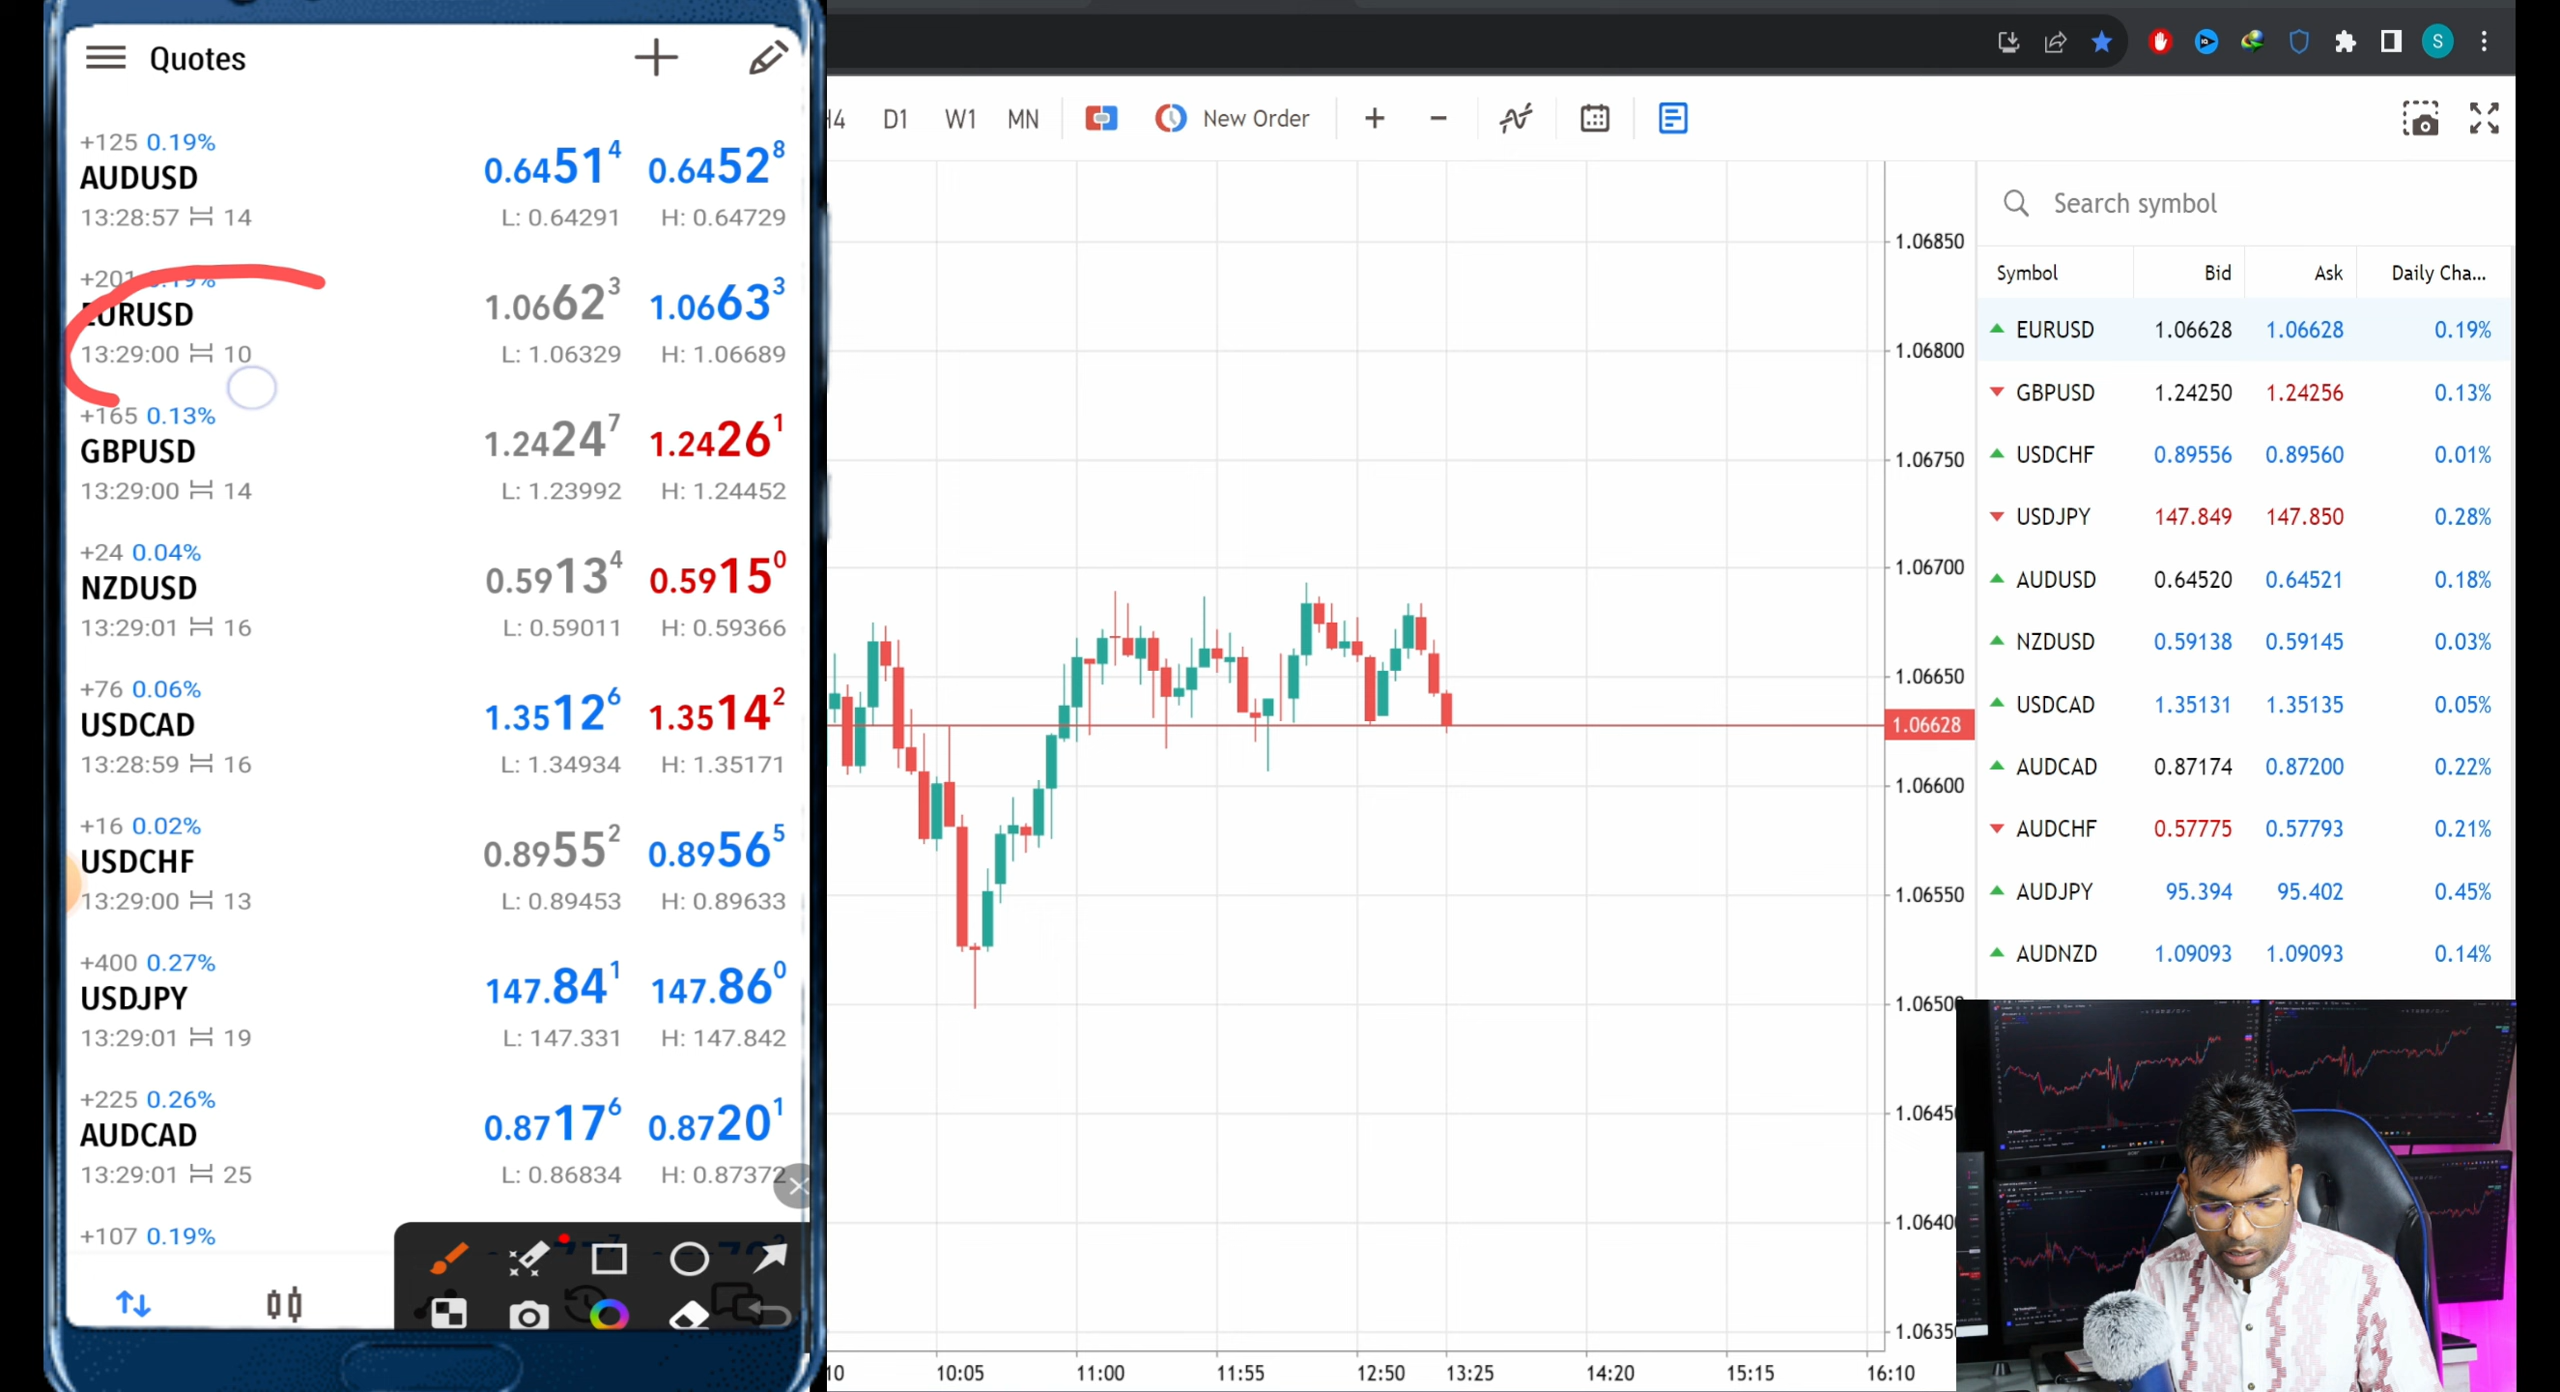 Quotes
+125 0.19%
AUDUSD
13:28:57 14
0.64514 0.64528
L: 0.64291 H: 0.64729
EURUSD
13:29:00 10
1.06623 1.06633
L: 1.06329 H: 1.06689
+165 0.13%
GBPUSD
13:29:00 14
1.24247 1.24261
L: 1.23992 H: 1.24452
+24 0.04%
NZDUSD
13:29:01 16
0.59134 0.59150
L: 0.59011 H: 0.59366
+76 0.06%
USDCAD
13:28:59 16
1.35126 1.35142
L: 1.34934 H: 1.35171
+16 0.02%
USDCHF
13:29:00 13
0.89552 0.89565
L: 0.89453 H: 0.89633
+400 0.27%
USDJPY
13:29:01 19
147.841 147.860
L: 147.331 H: 147.842
+225 0.26%
AUDCAD
13:29:01 25
0.87176 0.87201
L: 0.86834 H: 0.87372
+107 0.19%
D1 W1 MN New Order
1.06850
1.06800
1.06750
1.06700
1.06650
1.06628
1.06600
1.06550
1.06500
10:05 11:00 11:55 12:50 13:25 14:20 15:15 16:10
S
Search symbol
Symbol Bid Ask Daily Cha...
EURUSD 1.06628 1.06628 0.19%
GBPUSD 1.24250 1.24256 0.13%
USDCHF 0.89556 0.89560 0.01%
USDJPY 147.849 147.850 0.28%
AUDUSD 0.64520 0.64521 0.18%
NZDUSD 0.59138 0.59145 0.03%
USDCAD 1.35131 1.35135 0.05%
AUDCAD 0.87174 0.87200 0.22%
AUDCHF 0.57775 0.57793 0.21%
AUDJPY 95.394 95.402 0.45%
AUDNZD 1.09093 1.09093 0.14%